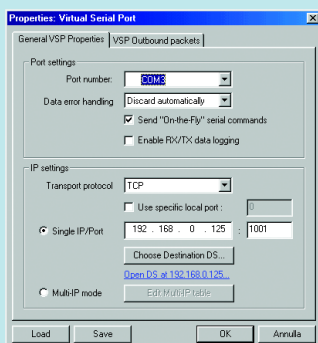 Properties: Virtual Serial Port
General VSP Properties VSP Outbound packets
Port settings
Port number: COM3
Data error handling Discard automatically
Send "On-the-Fly" serial commands
Enable RX/TX data logging
IP settings
Transport protocol TCP
Use specific local port : 0
Single IP/Port 192 . 168 . 0 . 125 : 1001
Choose Destination DS...
Open DS at 192.168.0.125...
Multi-IP mode Edit Multi-IP table
Load Save OK Annulla